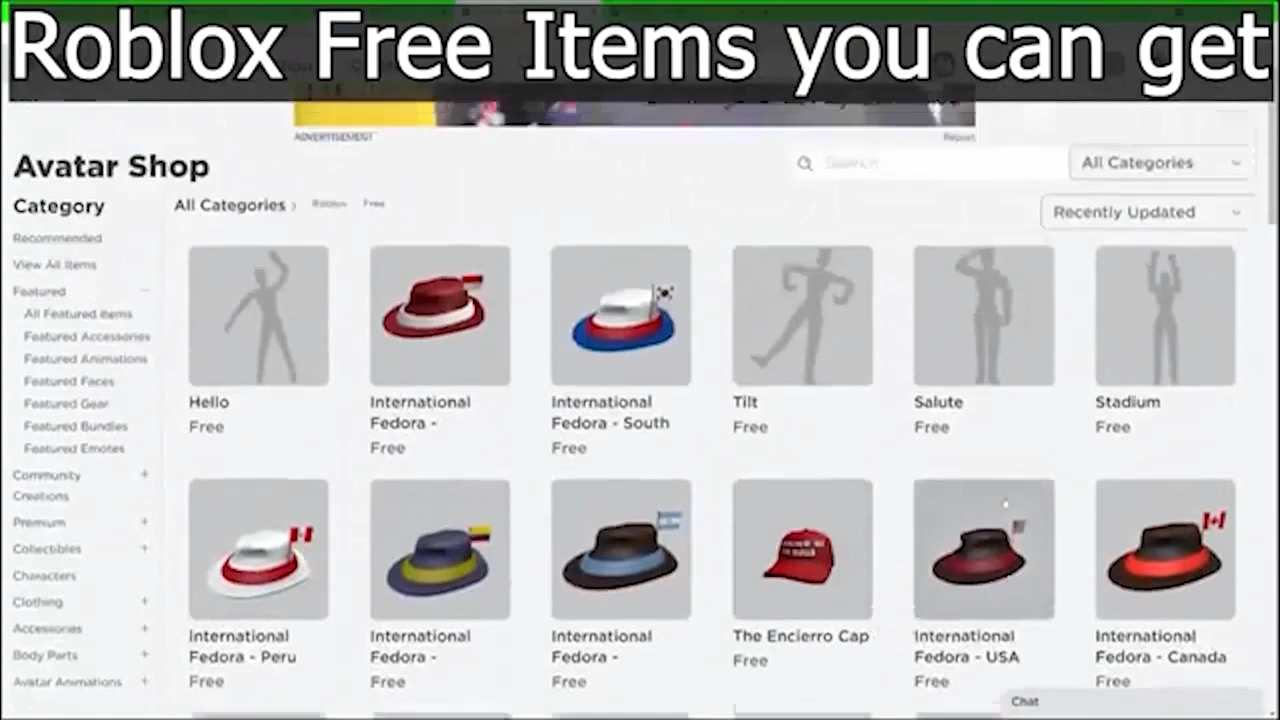 Roblox Free Items you can get
ADVERTISEMENT
Report
Avatar Shop
Search
All Categories
Category
All Categories > Roblox Free
Recently Updated
Recommended
View All Items
Featured
All Featured Items
Featured Accessories
Featured Animations
Featured Faces
Featured Gear
Featured Bundles
Featured Emotes
Community +
Creations
Premium +
Collectibles +
Characters
Clothing +
Accessories +
Body Parts +
Avatar Animations +
Hello
Free
International
Fedora -
Free
International
Fedora - South
Free
Tilt
Free
Salute
Free
Stadium
Free
International
Fedora - Peru
Free
International
Fedora -
Free
International
Fedora -
Free
The Encierro Cap
Free
International
Fedora - USA
Free
International
Fedora - Canada
Free
Chat